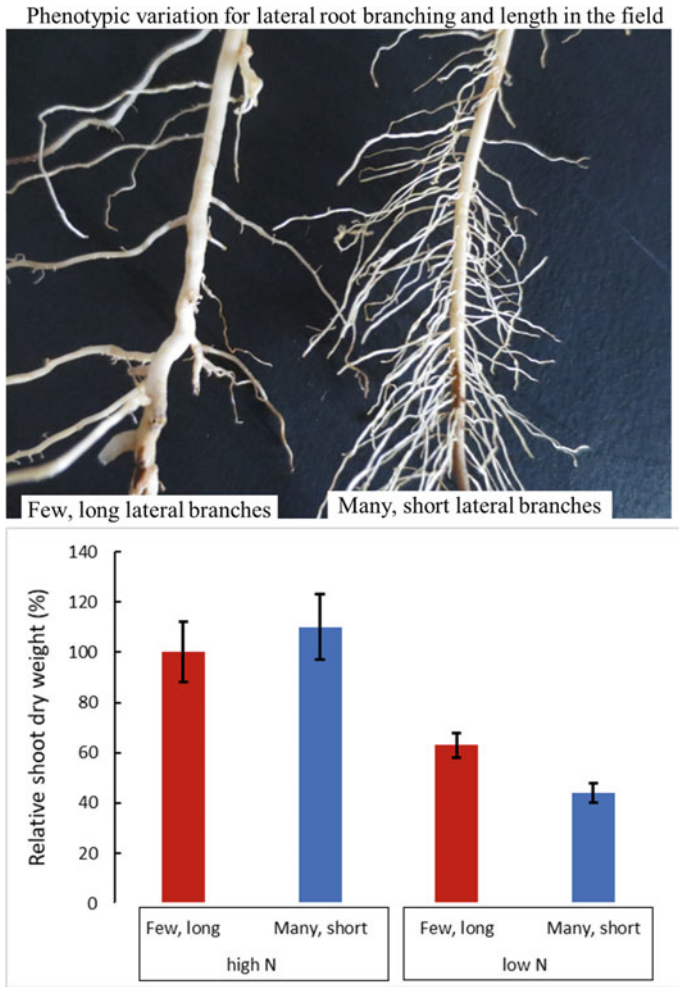 Phenotypic variation for lateral root branching and length in the field
Few, long lateral branches
Many, short lateral branches
Relative shoot dry weight (%)
140
120
100
80
60
40
20
0
Few, long
Many, short
Few, long
Many, short
high N
low N